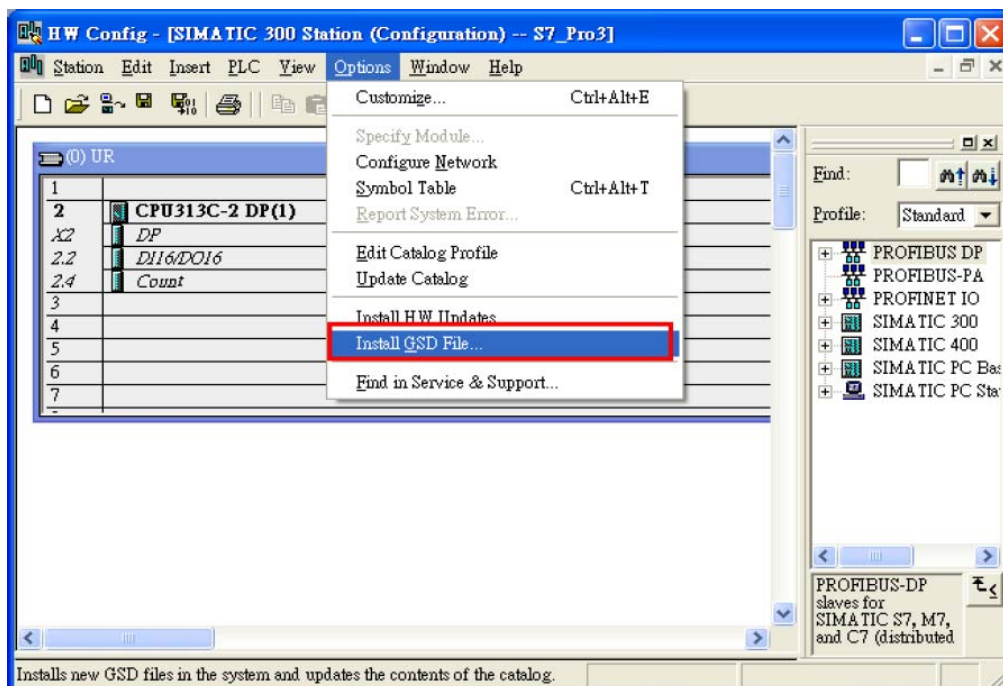 HW Config - [SIMATIC 300 Station (Configuration) -- S7_Pro3]
Station Edit Insert PLC View Options Window Help
Customize... Ctrl+Alt+E
Specify Module...
Configure Network
Symbol Table Ctrl+Alt+T
Report System Error...
Edit Catalog Profile
Update Catalog
Install HW Updates
Install GSD File...
Find in Service & Support...
(0) UR
1
2 CPU313C-2 DP(1)
X2 DP
2.2 DI16/DO16
2.4 Count
3
4
5
6
7
Find:
Profile: Standard
PROFIBUS DP
PROFIBUS-PA
PROFINET IO
SIMATIC 300
SIMATIC 400
SIMATIC PC Bas
SIMATIC PC Sta
PROFIBUS-DP
slaves for
SIMATIC S7, M7,
and C7 (distributed
Installs new GSD files in the system and updates the contents of the catalog.